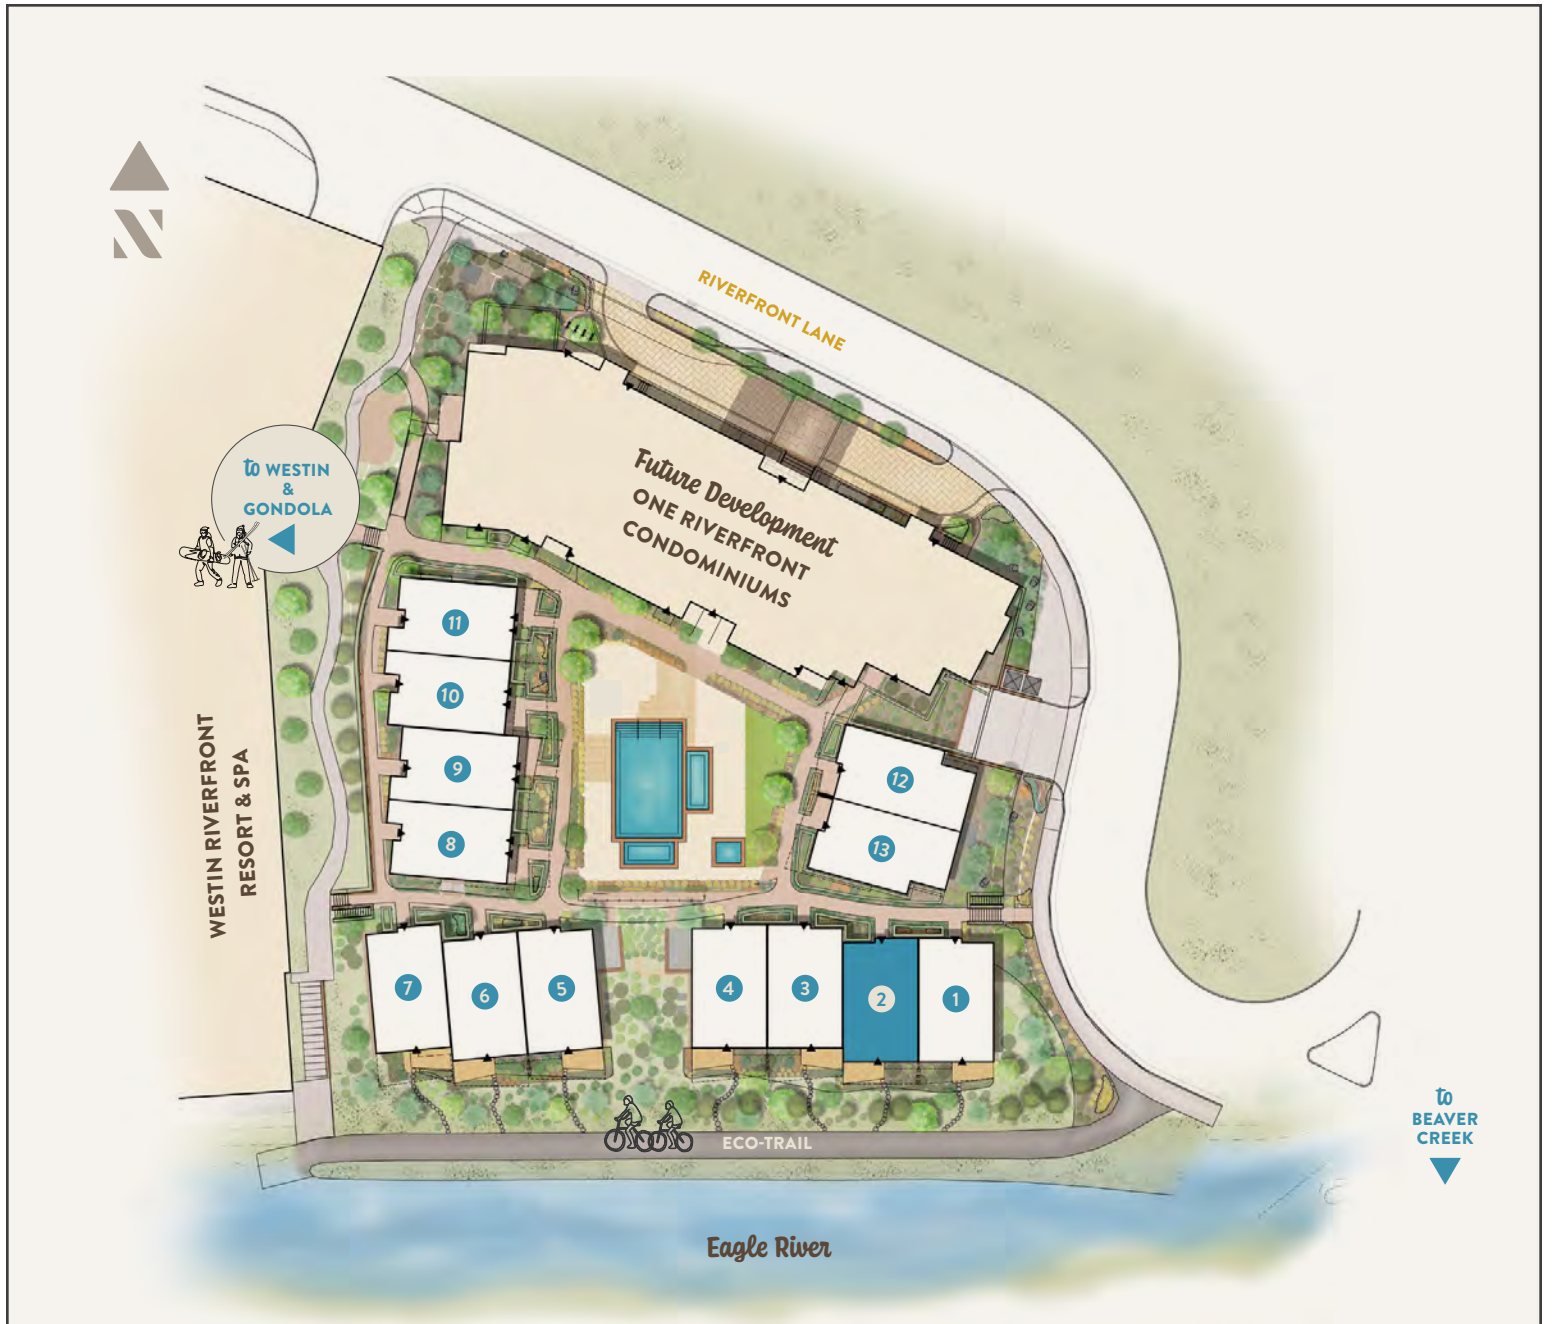 N
RIVERFRONT LANE
to WESTIN
&
GONDOLA
Future Development
ONE RIVERFRONT
CONDOMINIUMS
WESTIN RIVERFRONT
RESORT & SPA
11
10
9
8
12
13
7
6
5
4
3
2
1
ECO-TRAIL
to
BEAVER
CREEK
Eagle River